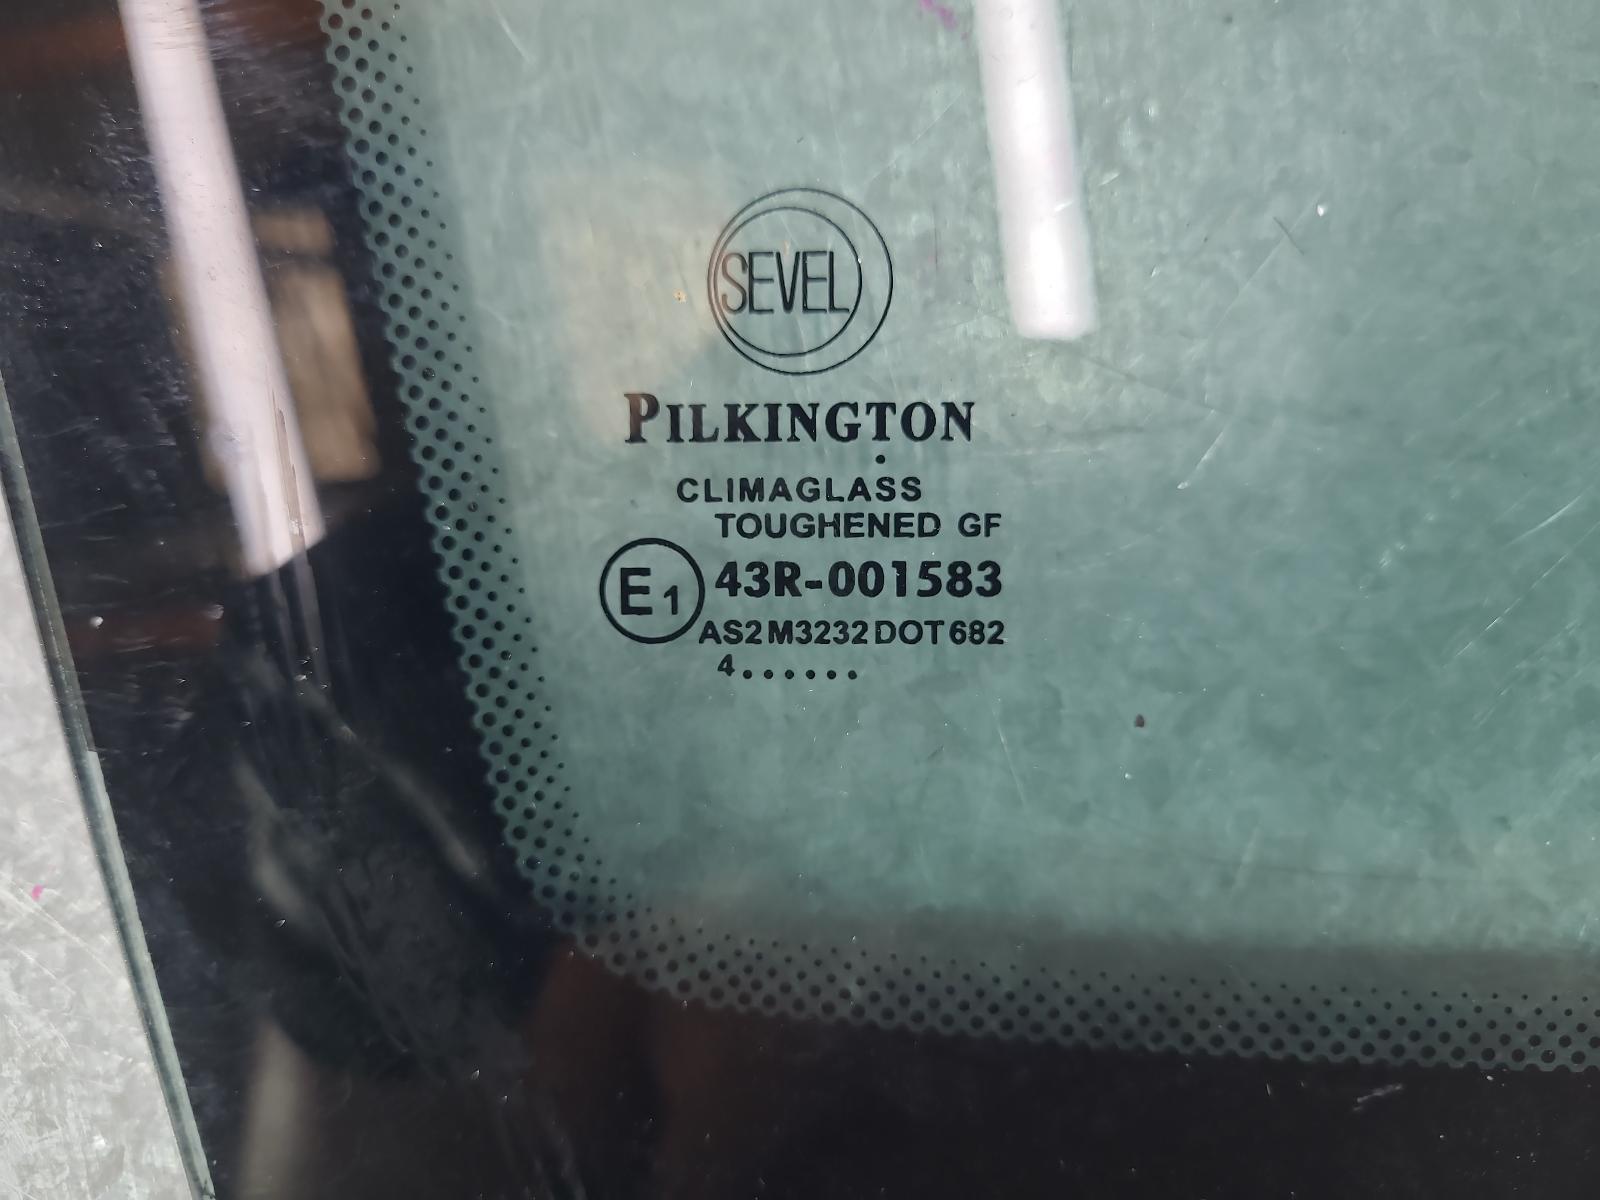 SEVEL
PILKINGTON
.
CLIMAGLASS
TOUGHENED GF
E1 43R-001583
AS2 M3232 DOT 682
4......